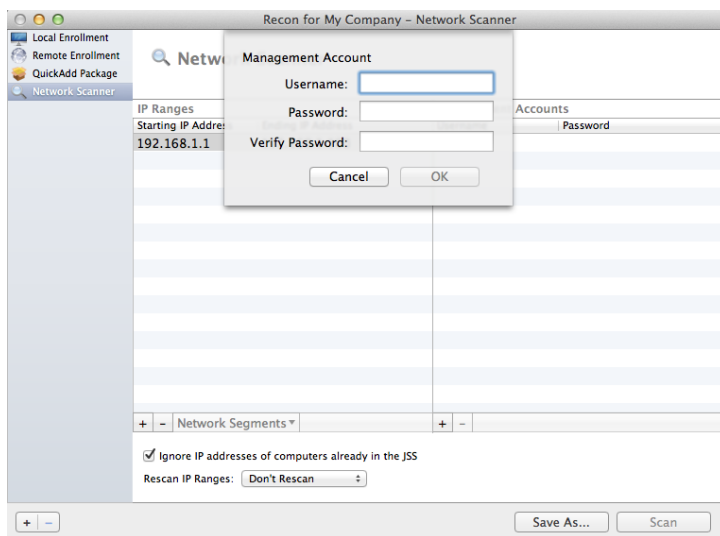 Recon for My Company – Network Scanner
Local Enrollment
Remote Enrollment
QuickAdd Package
Network Scanner
Netw
Management Account
Username:
Password:
Verify Password:
Cancel
OK
IP Ranges
Accounts
Starting IP Addre
Password
192.168.1.1
+ - Network Segments
+ -
Ignore IP addresses of computers already in the JSS
Rescan IP Ranges: Don't Rescan
+ -
Save As...
Scan